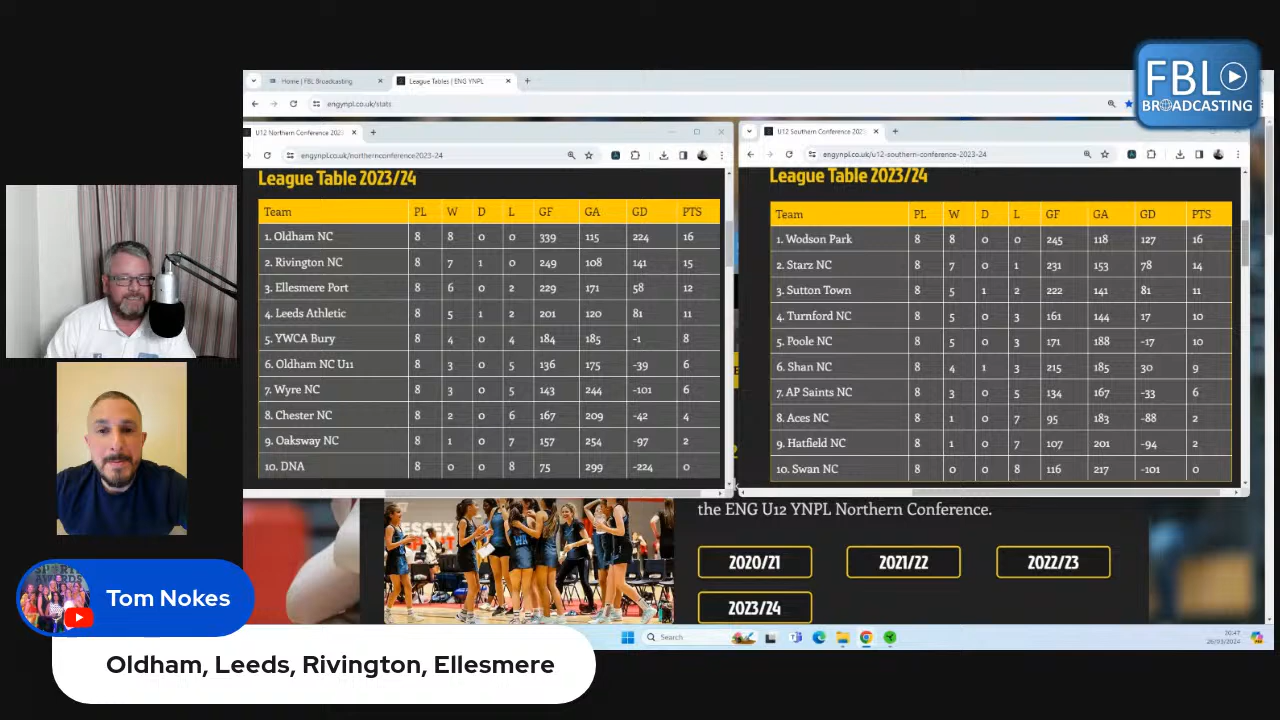 FBL
BROADCASTING
Home | FBL Broadcasting
League Tables | ENG YNPL
engynpl.co.uk/stats
U12 Northern Conference 202
engynpl.co.uk/northernconference2023-24
League Table 2023/24
Team PL W D L GF GA GD PTS
1. Oldham NC 8 8 0 0 339 115 224 16
2. Rivington NC 8 7 1 0 249 108 141 15
3. Ellesmere Port 8 6 0 2 229 171 58 12
4. Leeds Athletic 8 5 1 2 201 120 81 11
5. YWCA Bury 8 4 0 4 184 185 -1 8
6. Oldham NC U11 8 3 0 5 136 175 -39 6
7. Wyre NC 8 3 0 5 143 244 -101 6
8. Chester NC 8 2 0 6 167 209 -42 4
9. Oaksway NC 8 1 0 7 157 254 -97 2
10. DNA 8 0 0 8 75 299 -224 0
U12 Southern Conference 202
engynpl.co.uk/u12-southern-conference-2023-24
League Table 2023/24
Team PL W D L GF GA GD PTS
1. Wodson Park 8 8 0 0 245 118 127 16
2. Starz NC 8 7 0 1 231 153 78 14
3. Sutton Town 8 5 1 2 222 141 81 11
4. Turnford NC 8 5 0 3 161 144 17 10
5. Poole NC 8 5 0 3 171 188 -17 10
6. Shan NC 8 4 1 3 215 185 30 9
7. AP Saints NC 8 3 0 5 134 167 -33 6
8. Aces NC 8 1 0 7 95 183 -88 2
9. Hatfield NC 8 1 0 7 107 201 -94 2
10. Swan NC 8 0 0 8 116 217 -101 0
the ENG U12 YNPL Northern Conference.
2020/21
2021/22
2022/23
2023/24
Search
20:47
26/03/2024
Tom Nokes
Oldham, Leeds, Rivington, Ellesmere